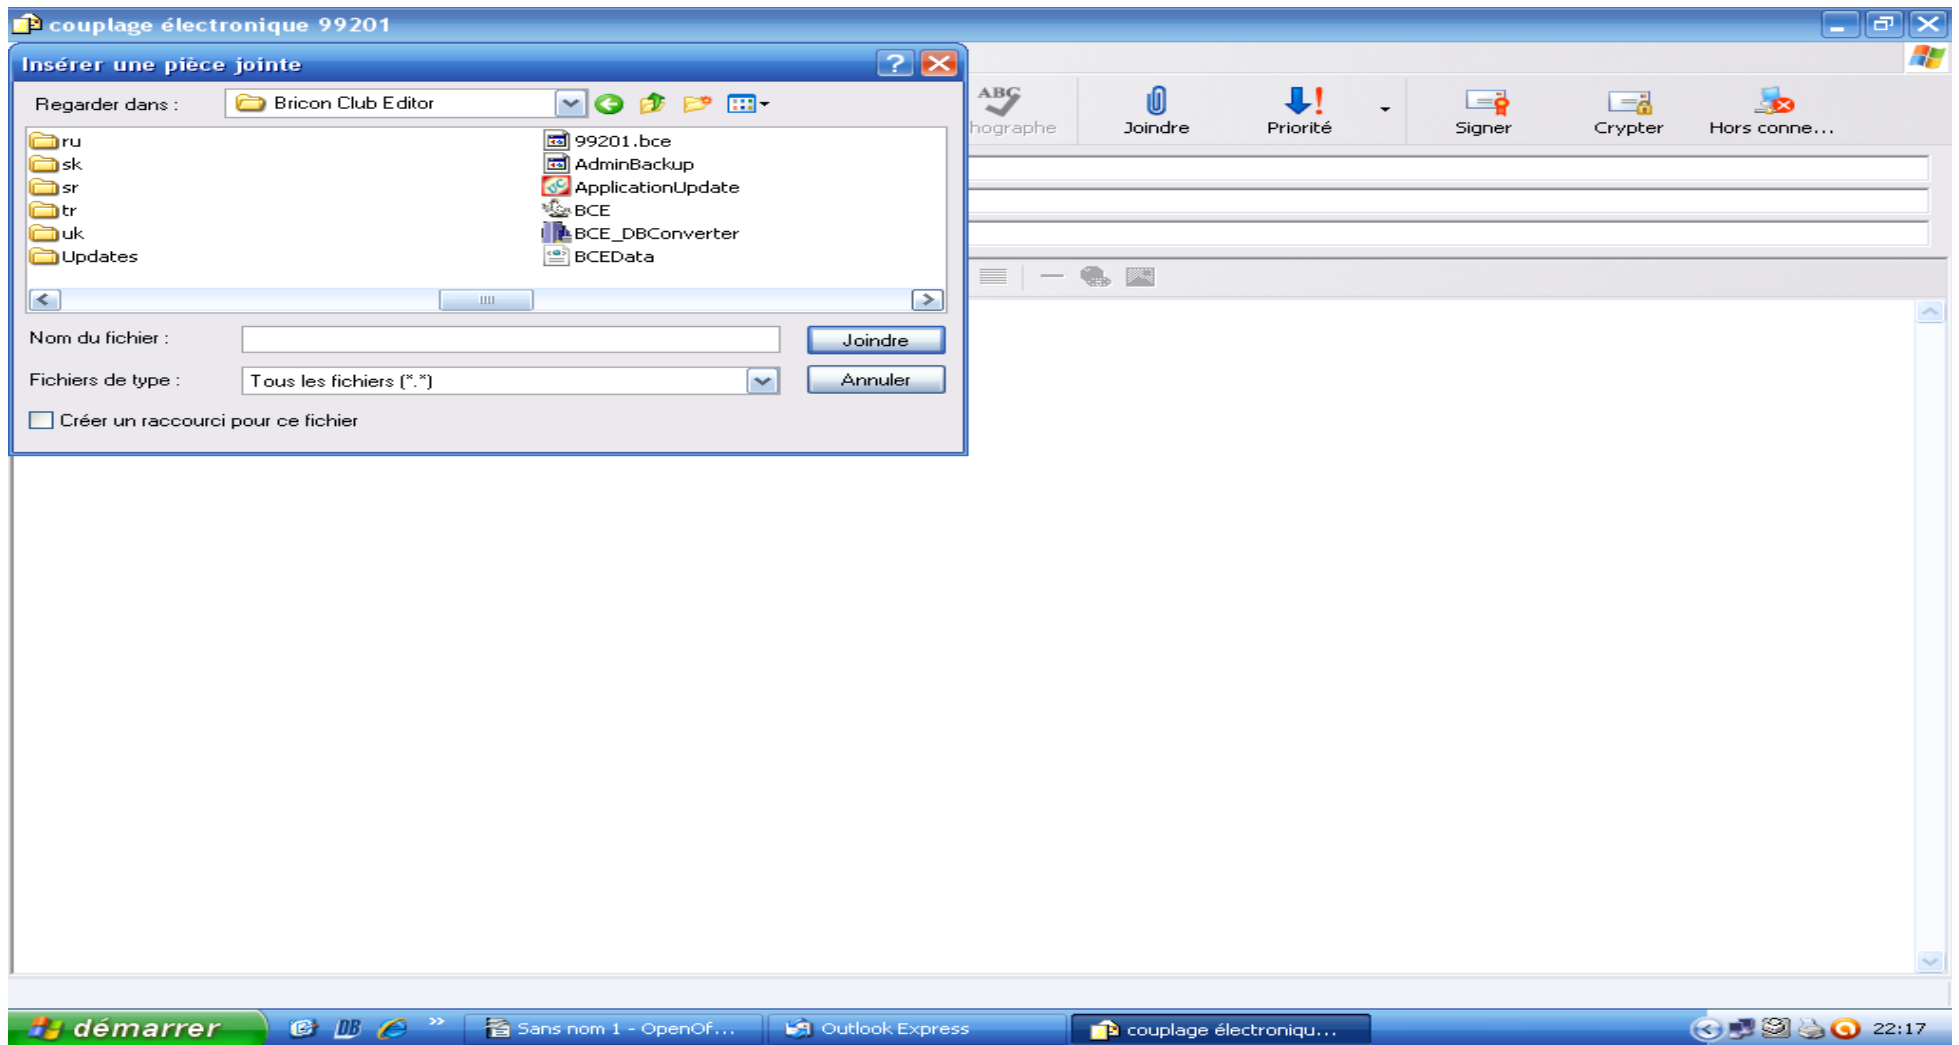 couplage électronique 99201
Insérer une pièce jointe
Regarder dans :
Bricon Club Editor
ru
sk
sr
tr
uk
Updates
99201.bce
AdminBackup
ApplicationUpdate
BCE
BCE_DBConverter
BCEData
Nom du fichier :
Joindre
Fichiers de type :
Tous les fichiers (*.*)
Annuler
Créer un raccourci pour ce fichier
ABC
hographe
Joindre
Priorité
Signer
Crypter
Hors conne...
démarrer
DB
Sans nom 1 - OpenOf...
Outlook Express
couplage électroniqu...
22:17